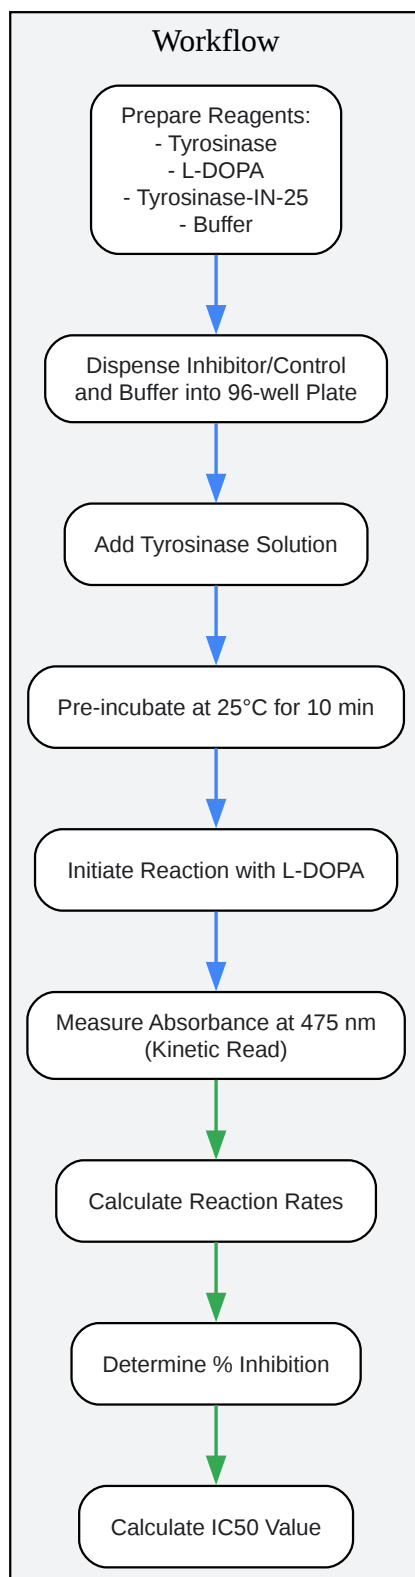 Workflow
Prepare Reagents:
- Tyrosinase
- L-DOPA
- Tyrosinase-IN-25
- Buffer
Dispense Inhibitor/Control
and Buffer into 96-well Plate
Add Tyrosinase Solution
Pre-incubate at 25°C for 10 min
Initiate Reaction with L-DOPA
Measure Absorbance at 475 nm
(Kinetic Read)
Calculate Reaction Rates
Determine % Inhibition
Calculate IC50 Value